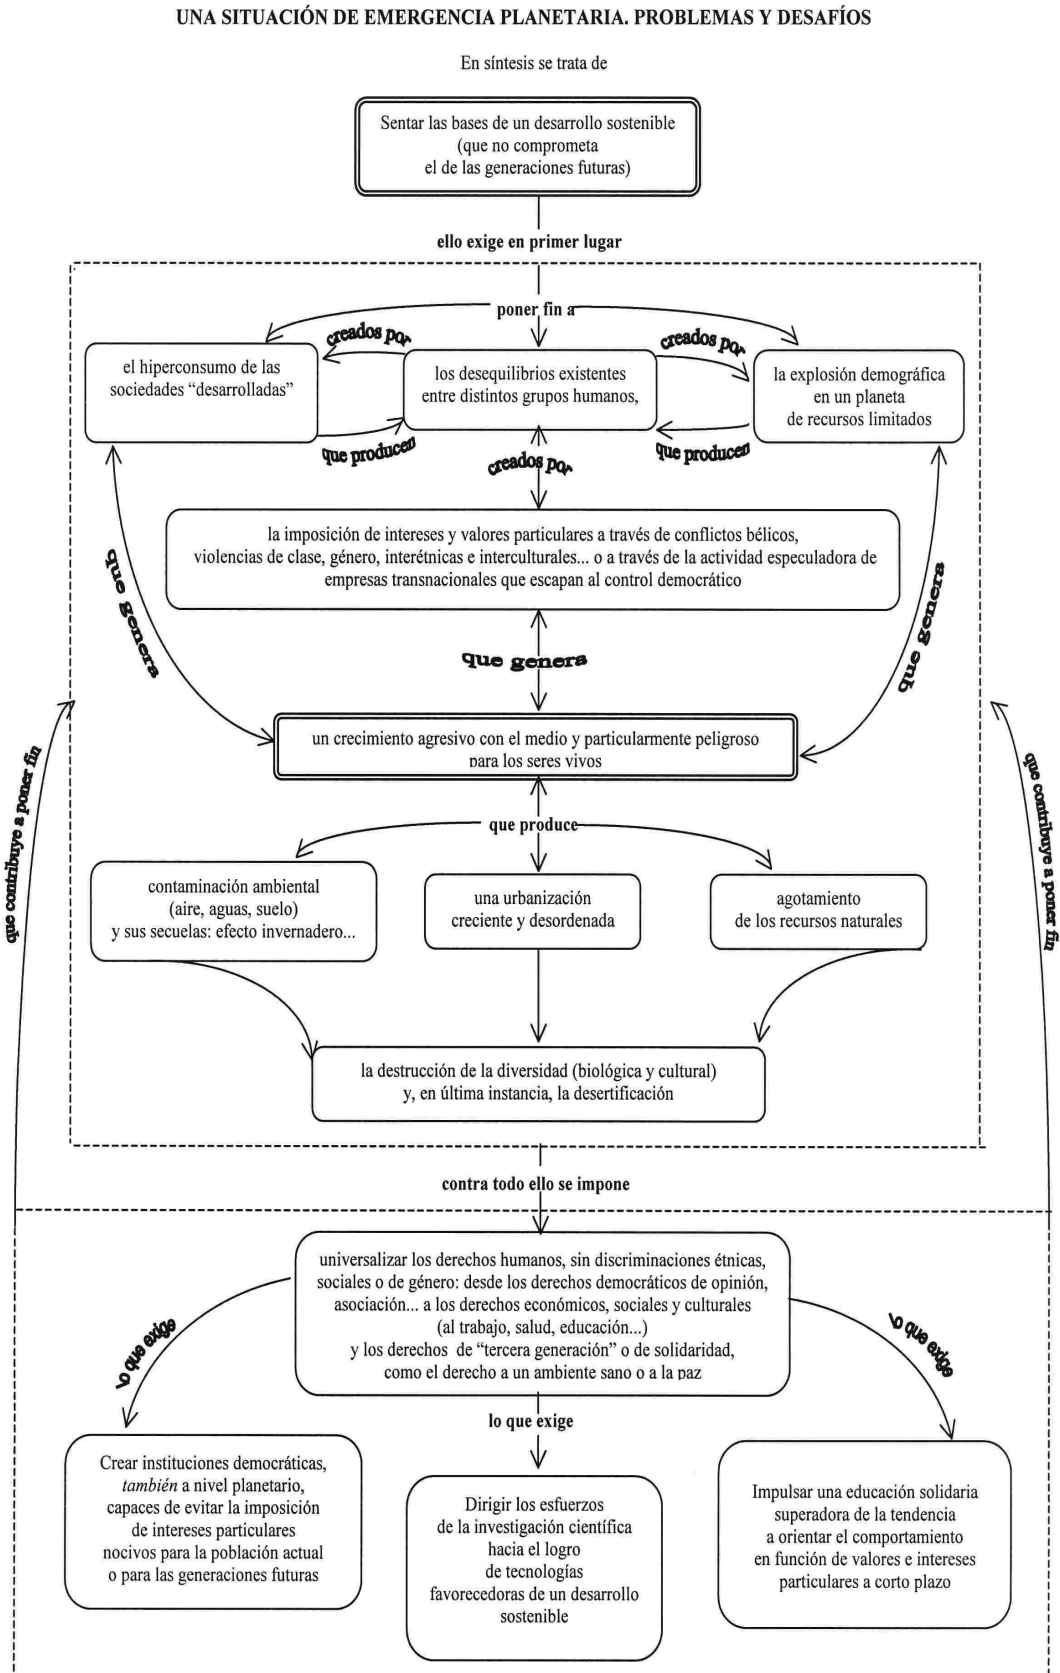 UNA SITUACIÓN DE EMERGENCIA PLANETARIA. PROBLEMAS Y DESAFÍOS
En síntesis se trata de
Sentar las bases de un desarrollo sostenible
(que no comprometa
el de las generaciones futuras)
ello exige en primer lugar
poner fin a
creados por
creados por
el hiperconsumo de las
sociedades “desarrolladas”
los desequilibrios existentes
entre distintos grupos humanos,
la explosión demográfica
en un planeta
de recursos limitados
que producen
creados por
que producen
la imposición de intereses y valores particulares a través de conflictos bélicos,
violencias de clase, género, interétnicas e interculturales... o a través de la actividad especuladora de
empresas transnacionales que escapan al control democrático
que genera
que genera
que genera
un crecimiento agresivo con el medio y particularmente peligroso
para los seres vivos
que contribuye a poner fin
que contribuye a poner fin
que produce
contaminación ambiental
(aire, aguas, suelo)
y sus secuelas: efecto invernadero...
una urbanización
creciente y desordenada
agotamiento
de los recursos naturales
la destrucción de la diversidad (biológica y cultural)
y, en última instancia, la desertificación
contra todo ello se impone
universalizar los derechos humanos, sin discriminaciones étnicas,
sociales o de género: desde los derechos democráticos de opinión,
asociación... a los derechos económicos, sociales y culturales
(al trabajo, salud, educación...)
y los derechos de “tercera generación” o de solidaridad,
como el derecho a un ambiente sano o a la paz
lo que exige
lo que exige
lo que exige
Crear instituciones democráticas,
también a nivel planetario,
capaces de evitar la imposición
de intereses particulares
nocivos para la población actual
o para las generaciones futuras
Dirigir los esfuerzos
de la investigación científica
hacia el logro
de tecnologías
favorecedoras de un desarrollo
sostenible
Impulsar una educación solidaria
superadora de la tendencia
a orientar el comportamiento
en función de valores e intereses
particulares a corto plazo